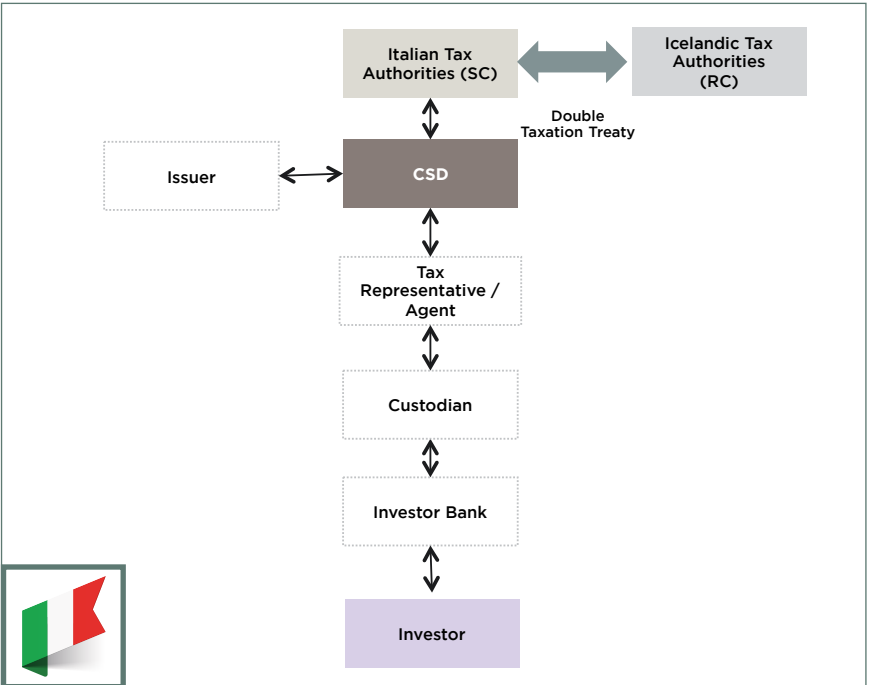 Italian Tax
Authorities (SC)
Icelandic Tax
Authorities
(RC)
Double
Taxation Treaty
Issuer
CSD
Tax
Representative /
Agent
Custodian
Investor Bank
Investor